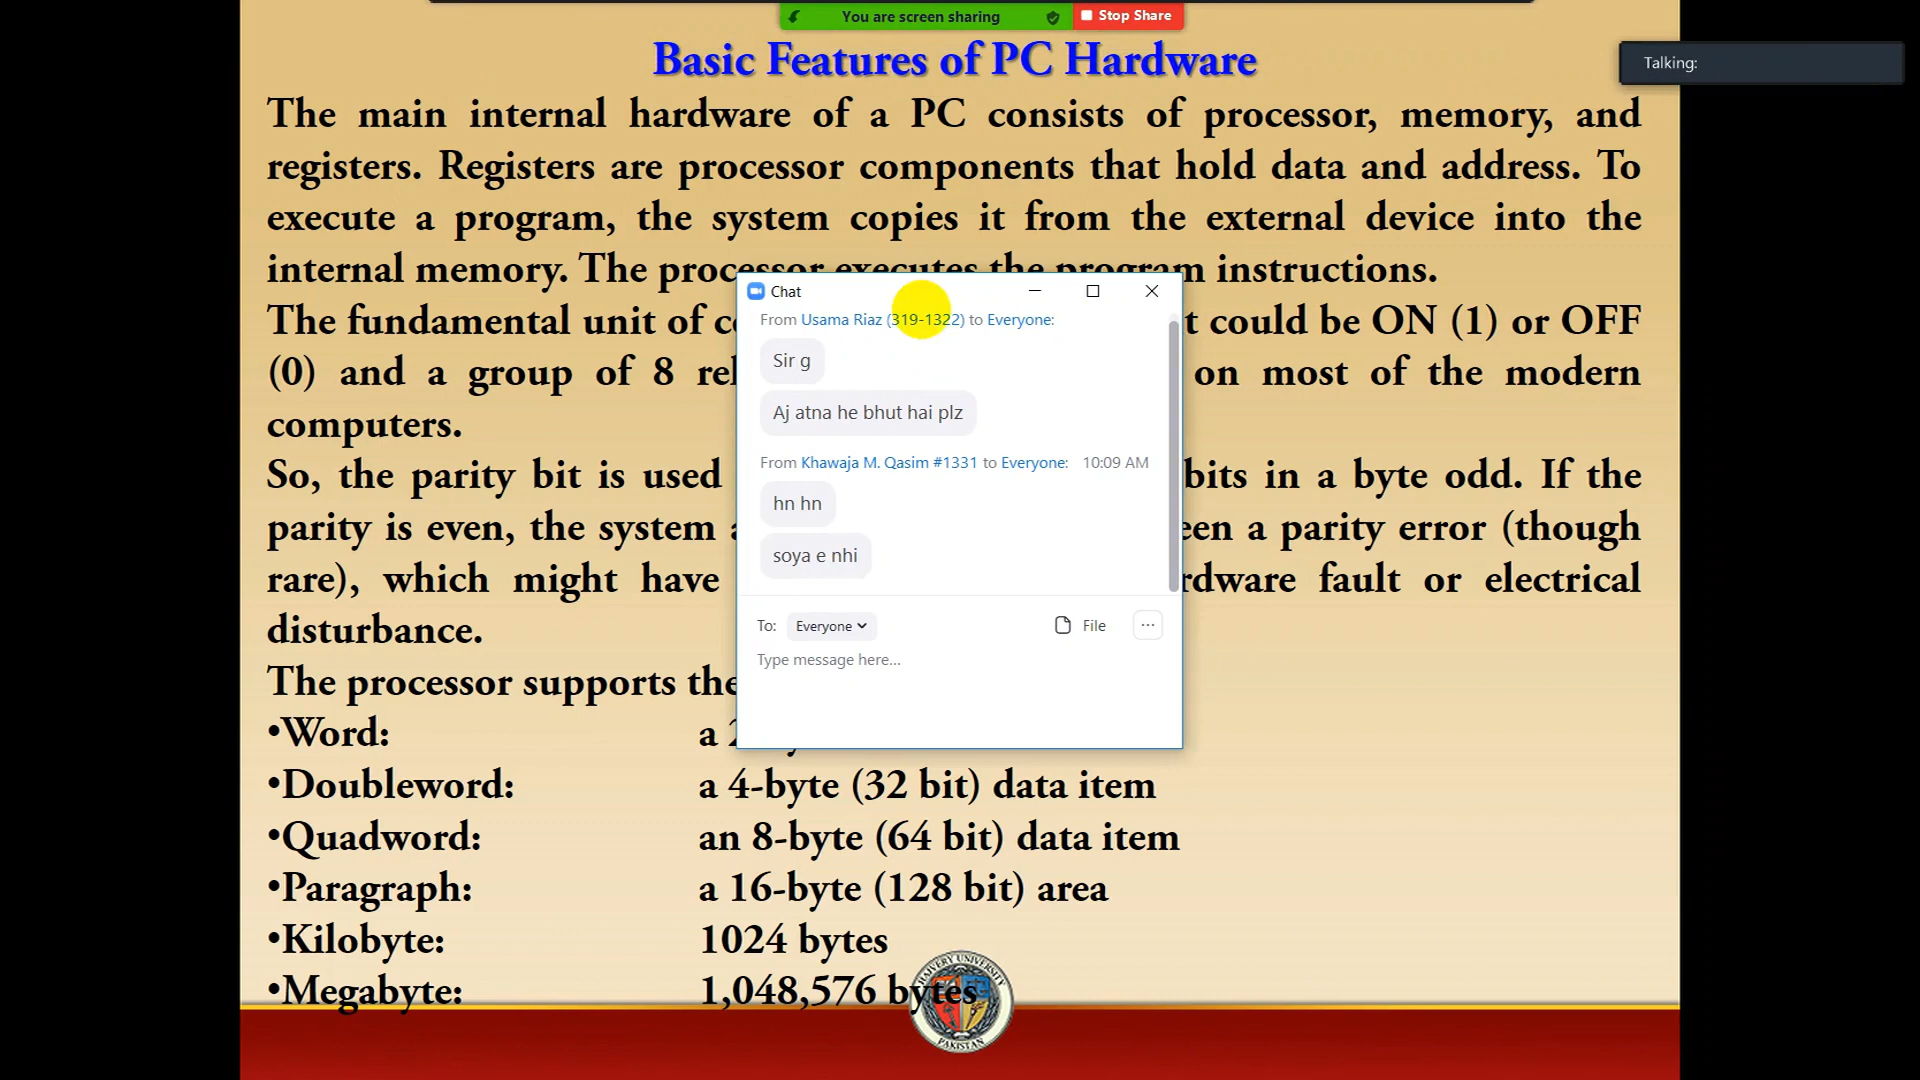 You are screen sharing
Stop Share
Basic Features of PC Hardware
Talking:
The main internal hardware of a PC consists of processor, memory, and
registers. Registers are processor components that hold data and address. To
execute a program, the system copies it from the external device into the
internal memory. The processor executes the program instructions.
The fundamental unit of t could be ON (1) or OFF
(0) and a group of 8 on most of the modern
computers.
So, the parity bit is used bits in a byte odd. If the
parity is even, the system a parity error (though
rare), which might have fault or electrical
disturbance.
The processor supports the
•Word: a
•Doubleword: a 4-byte (32 bit) data item
•Quadword: an 8-byte (64 bit) data item
•Paragraph: a 16-byte (128 bit) area
•Kilobyte: 1024 bytes
•Megabyte: 1,048,576 bytes
Chat
From Usama Riaz (319-1322) to Everyone:
Sir g
Aj atna he bhut hai plz
From Khawaja M. Qasim #1331 to Everyone: 10:09 AM
hn hn
soya e nhi
To: Everyone
File
Type message here...
UNIVERSITY
PAKISTAN